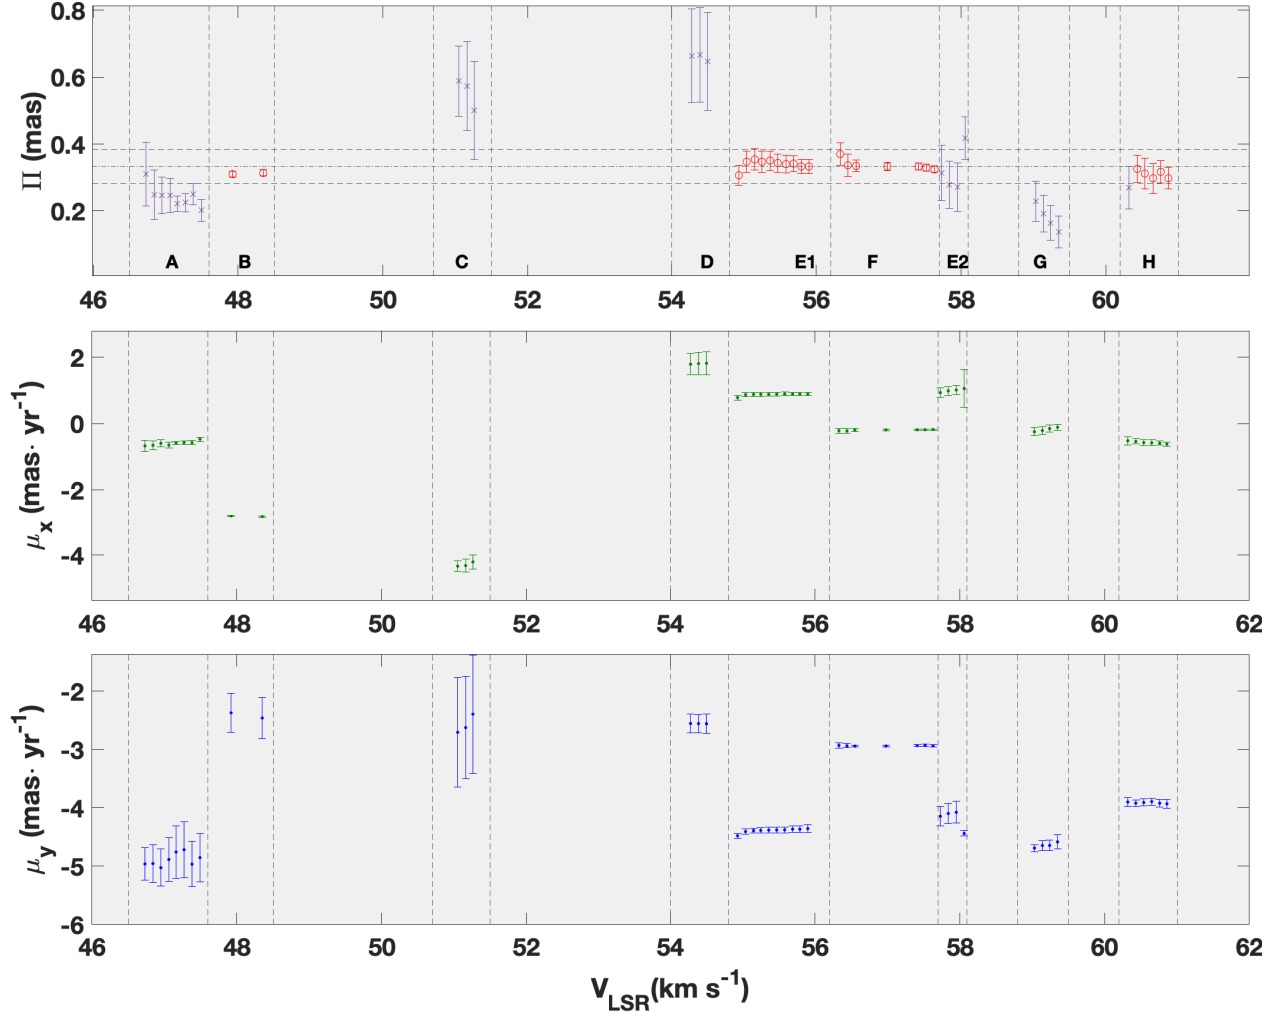 0.8
0.6
0.4
0.2
Π (mas)
A B C D E1 F E2 G H
46 48 50 52 54 56 58 60 62
2
0
-2
-4
μx (mas· yr-1)
46 48 50 52 54 56 58 60 62
-2
-3
-4
-5
-6
μy (mas· yr-1)
46 48 50 52 54 56 58 60 62
VLSR(km s-1)